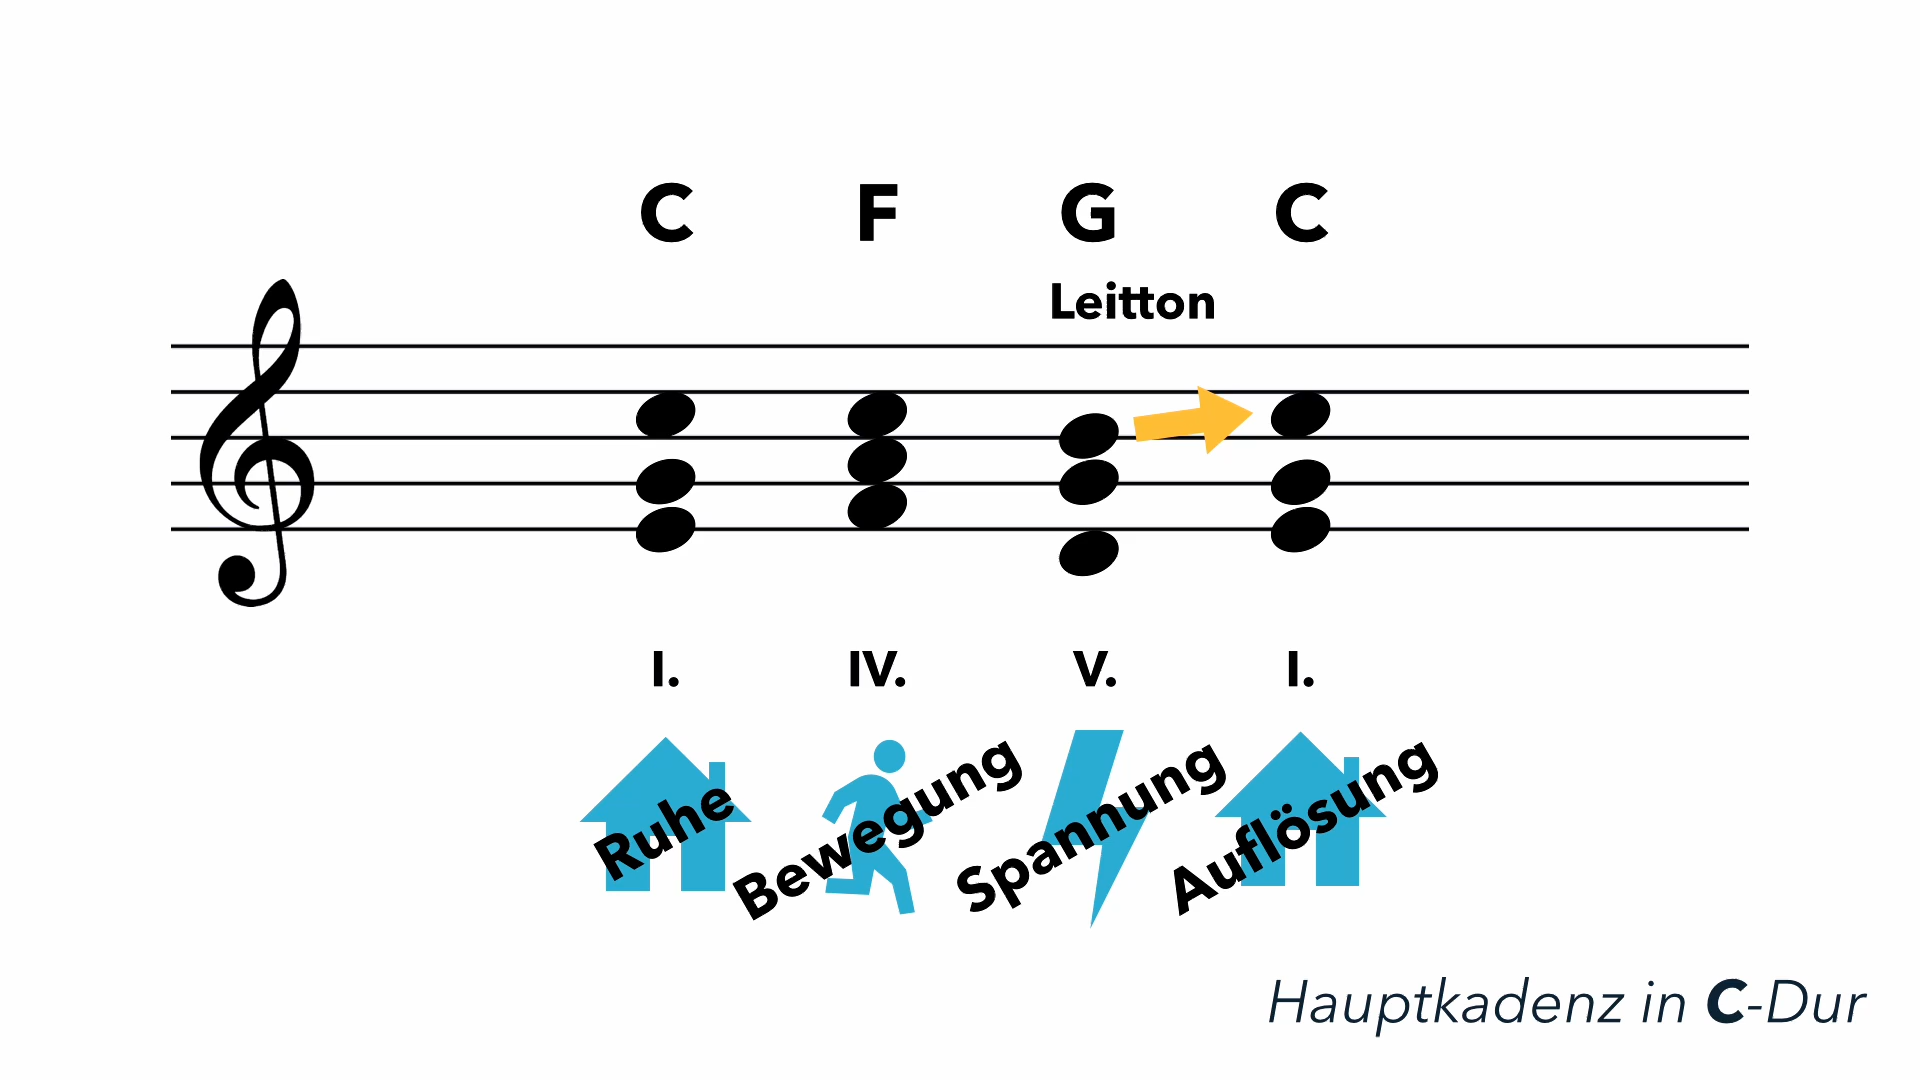 C F G C
Leitton
I. IV. V. I.
Ruhe Bewegung Spannung Auflösung
Hauptkadenz in C-Dur